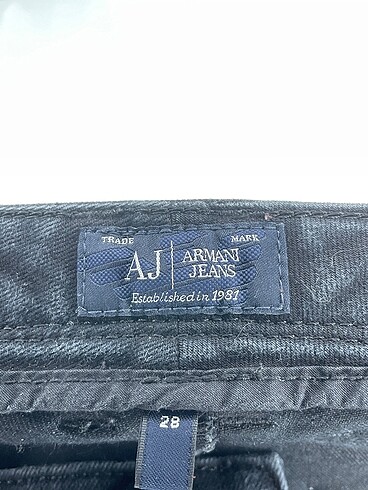 TRADE MARK
AJ ARMANI
JEANS
Established in 1981
28